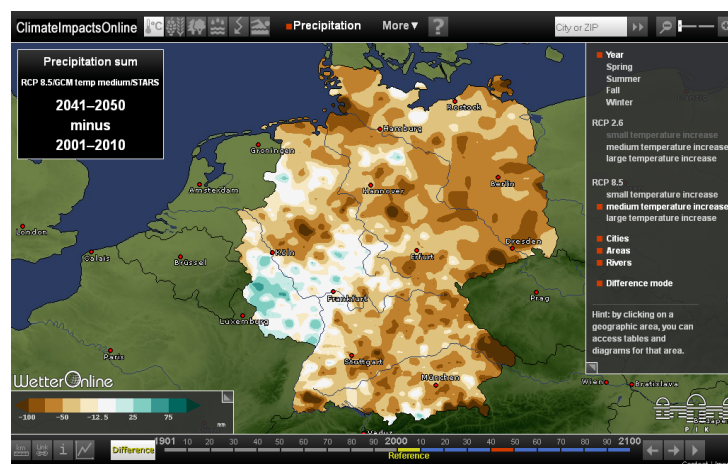 ClimateImpactsOnline
°C
Precipitation
More▼
?
City or ZIP
Precipitation sum
RCP 8.5/GCM temp medium/STARS
2041–2050
minus
2001–2010
Year
Spring
Summer
Fall
Winter
RCP 2.6
small temperature increase
medium temperature increase
large temperature increase
RCP 8.5
small temperature increase
medium temperature increase
large temperature increase
Cities
Areas
Rivers
Difference mode
Hint: by clicking on a
geographic area, you can
access tables and
diagrams for that area.
Rostock
Hamburg
Groningen
Amsterdam
Hannover
Berlin
London
Calais
Brüssel
Köln
Erfurt
Dresden
Frankfurt
Prag
Luxemburg
Paris
Stuttgart
München
Wien
Bratislava
Vaduz
WetterOnline
-100 -50 -12.5 25 75
mm
PIK
km
Link
i
Difference
1901 10 20 30 40 50 60 70 80 90 2000 10 20 30 40 50 60 70 80 90 2100
Reference